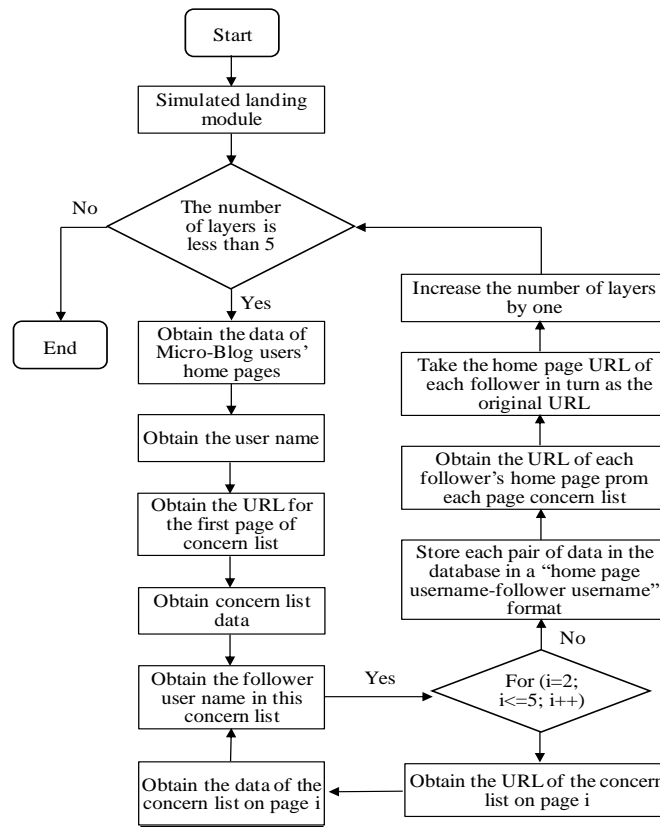 Start
Simulated landing
module
The number
of layers is
less than 5
No
Yes
End
Obtain the data of
Micro-Blog users’
home pages
Obtain the user name
Obtain the URL for
the first page of
concern list
Obtain concern list
data
Obtain the follower
user name in this
concern list
Yes
For (i=2;
i<=5; i++)
No
Obtain the URL of the concern
list on page i
Obtain the data of the
concern list on page i
Store each pair of data in the
database in a “home page
username-follower username”
format
Obtain the URL of each
follower’s home page prom
each page concern list
Take the home page URL of
each follower in turn as the
original URL
Increase the number of layers
by one